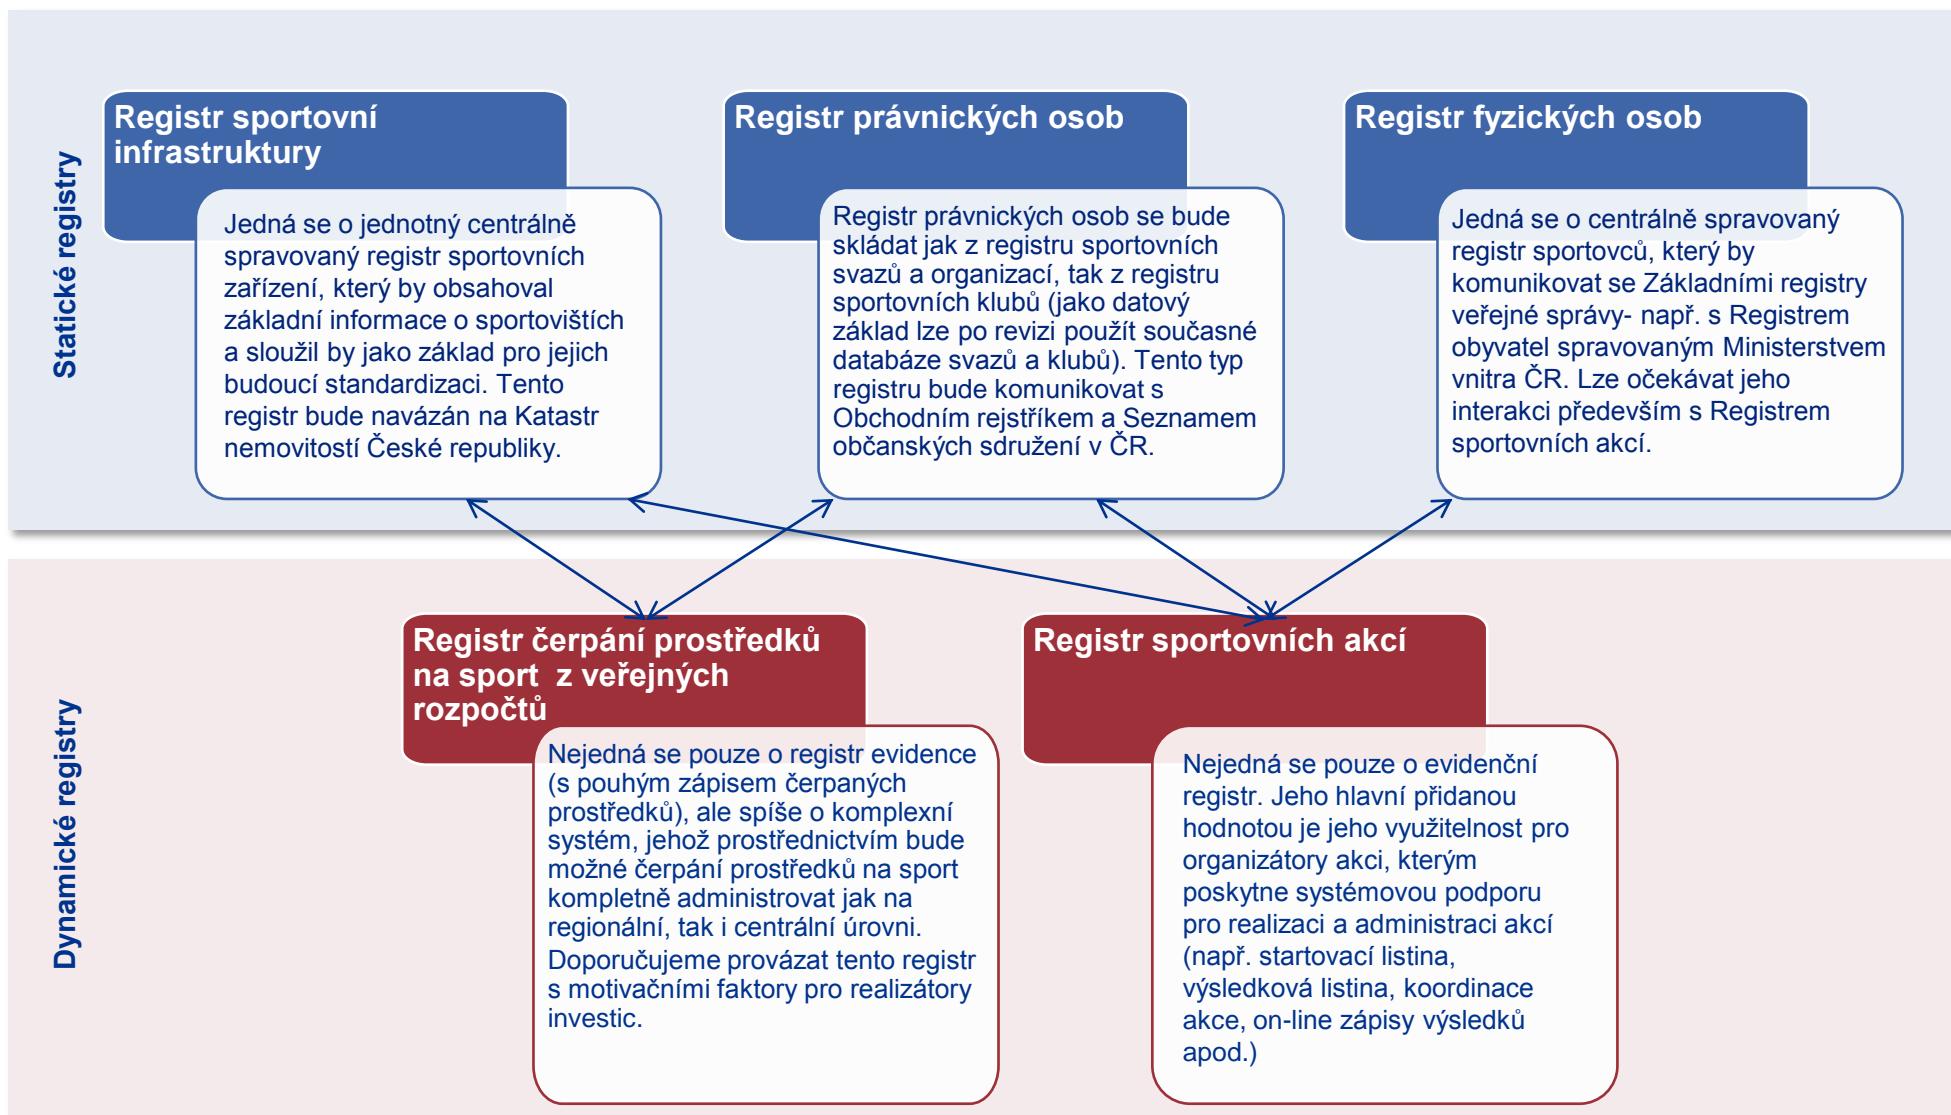 Statické registry
Registr sportovní
infrastruktury
Jedná se o jednotný centrálně
spravovaný registr sportovních
zařízení, který by obsahoval
základní informace o sportovištích
a sloužil by jako základ pro jejich
budoucí standardizaci. Tento
registr bude navázán na Katastr
nemovitostí České republiky.
Registr právnických osob
Registr právnických osob se bude
skládat jak z registru sportovních
svazů a organizací, tak z registru
sportovních klubů (jako datový
základ lze po revizi použít současné
databáze svazů a klubů). Tento typ
registru bude komunikovat s
Obchodním rejstříkem a Seznamem
občanských sdružení v ČR.
Registr fyzických osob
Jedná se o centrálně spravovaný
registr sportovců, který by
komunikovat se Základními registry
veřejné správy- např. s Registrem
obyvatel spravovaným Ministerstvem
vnitra ČR. Lze očekávat jeho
interakci především s Registrem
sportovních akcí.
Dynamické registry
Registr čerpání prostředků
na sport  z veřejných
rozpočtů
Nejedná se pouze o registr evidence
(s pouhým zápisem čerpaných
prostředků), ale spíše o komplexní
systém, jehož prostřednictvím bude
možné čerpání prostředků na sport
kompletně administrovat jak na
regionální, tak i centrální úrovni.
Doporučujeme provázat tento registr
s motivačními faktory pro realizátory
investic.
Registr sportovních akcí
Nejedná se pouze o evidenční
registr. Jeho hlavní přidanou
hodnotou je jeho využitelnost pro
organizátory akci, kterým
poskytne systémovou podporu
pro realizaci a administraci akcí
(např. startovací listina,
výsledková listina, koordinace
akce, on-line zápisy výsledků
apod.)